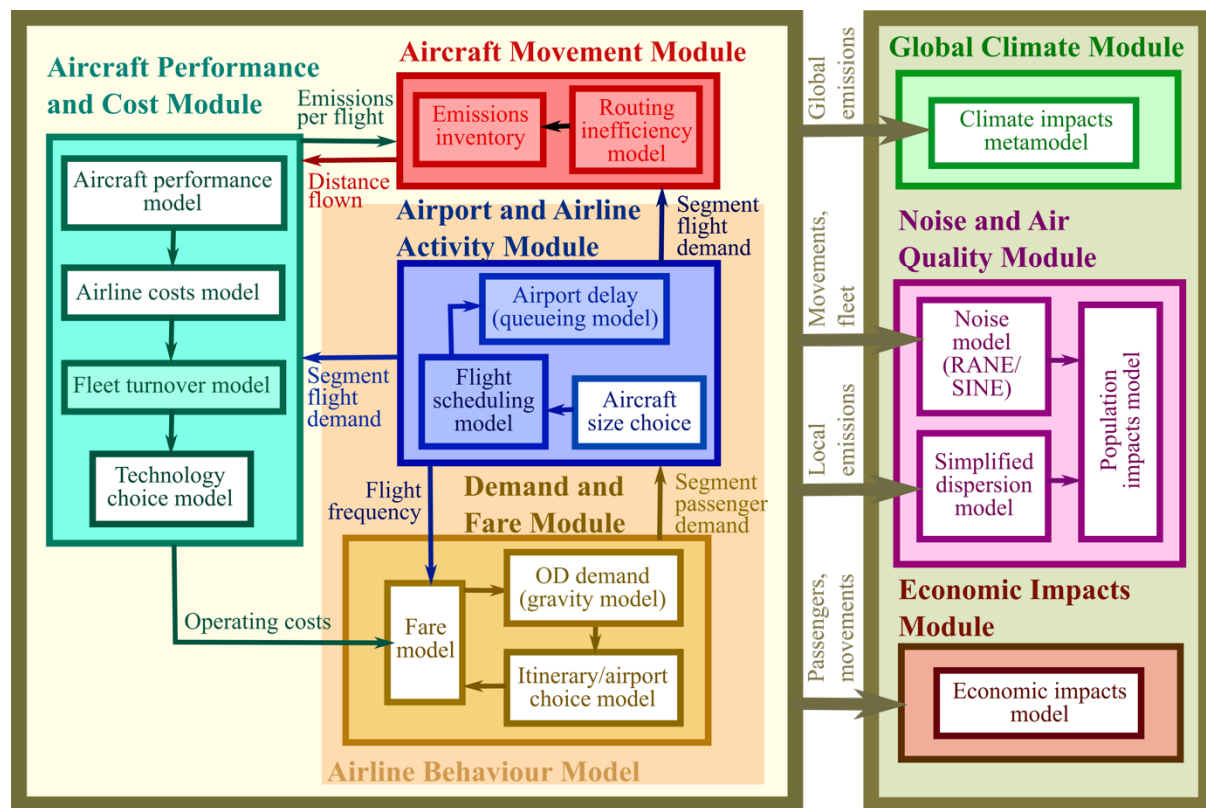 Aircraft Performance
and Cost Module
Emissions
per flight
Distance
flown
Aircraft performance
model
Airline costs model
Fleet turnover model
Technology
choice model
Operating costs
Aircraft Movement Module
Emissions
inventory
Routing
inefficiency
model
Airport and Airline
Activity Module
Segment
flight
demand
Airport delay
(queueing model)
Flight
scheduling
model
Aircraft
size choice
Segment
flight
demand
Flight
frequency
Demand and
Fare Module
Segment
passenger
demand
Fare
model
OD demand
(gravity model)
Itinerary/airport
choice model
Airline Behaviour Model
Global
emissions
Movements,
fleet
Local
emissions
Passengers,
movements
Global Climate Module
Climate impacts
metamodel
Noise and Air
Quality Module
Noise
model
(RANE/
SINE)
Simplified
dispersion
model
Population
impacts model
Economic Impacts
Module
Economic impacts
model